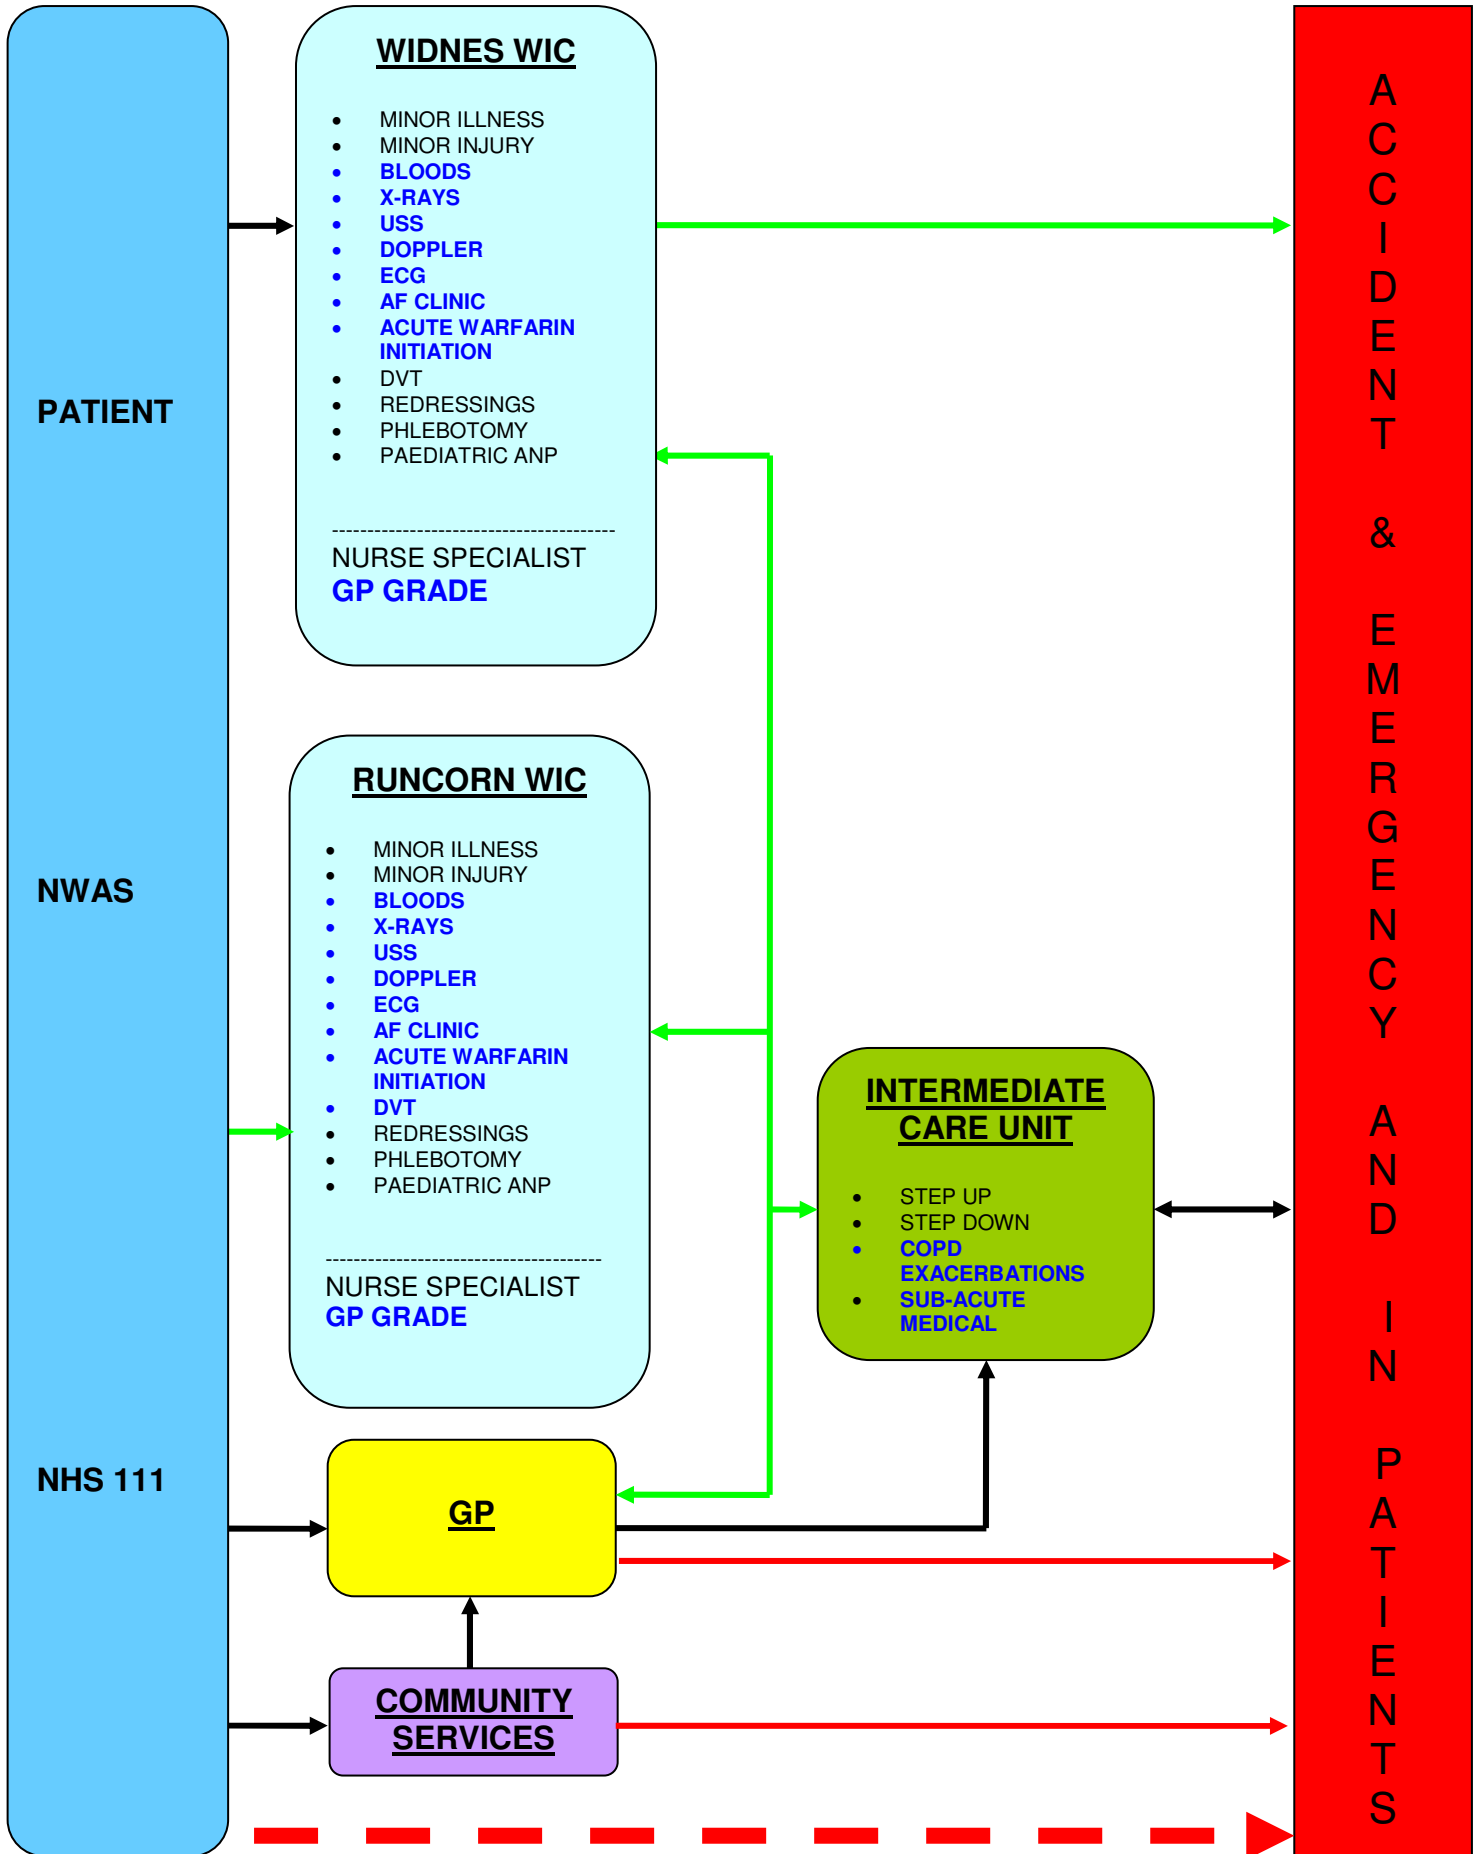 PATIENT
NWAS
NHS 111
WIDNES WIC
• MINOR ILLNESS
• MINOR INJURY
• BLOODS
• X-RAYS
• USS
• DOPPLER
• ECG
• AF CLINIC
• ACUTE WARFARIN
INITIATION
• DVT
• REDRESSINGS
• PHLEBOTOMY
• PAEDIATRIC ANP
----------------------------------------
NURSE SPECIALIST
GP GRADE
RUNCORN WIC
• MINOR ILLNESS
• MINOR INJURY
• BLOODS
• X-RAYS
• USS
• DOPPLER
• ECG
• AF CLINIC
• ACUTE WARFARIN
INITIATION
• DVT
• REDRESSINGS
• PHLEBOTOMY
• PAEDIATRIC ANP
---------------------------------------
NURSE SPECIALIST
GP GRADE
GP
COMMUNITY
SERVICES
INTERMEDIATE
CARE UNIT
• STEP UP
• STEP DOWN
• COPD
EXACERBATIONS
• SUB-ACUTE
MEDICAL
ACCIDENT & EMERGENCY AND IN PATIENTS